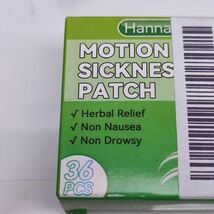 Hanna
MOTION
SICKNES
PATCH
✓ Herbal Relief
✓ Non Nausea
✓ Non Drowsy
36
PCS